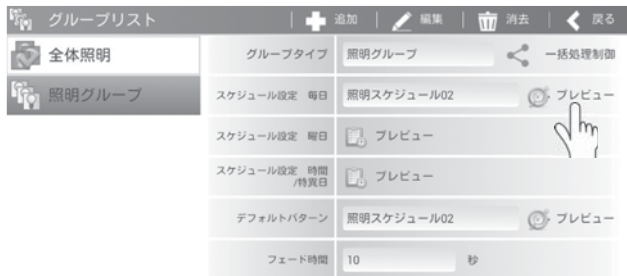 グループリスト
追加
編集
消去
戻る
全体照明
照明グループ
グループタイプ
照明グループ
一括処理制御
スケジュール設定 毎日
照明スケジュール02
プレビュー
スケジュール設定 曜日
プレビュー
スケジュール設定 時間
/特異日
プレビュー
デフォルトパターン
照明スケジュール02
プレビュー
フェード時間
10
秒